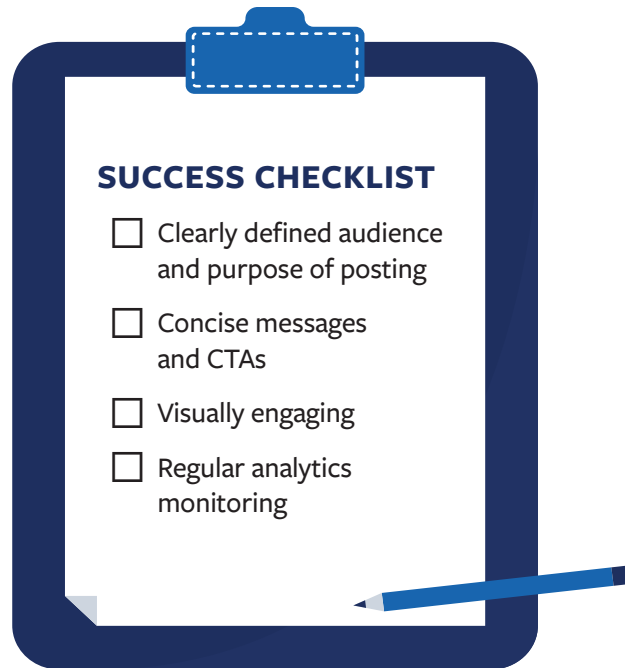 SUCCESS CHECKLIST
Clearly defined audience
and purpose of posting
Concise messages
and CTAs
Visually engaging
Regular analytics
monitoring